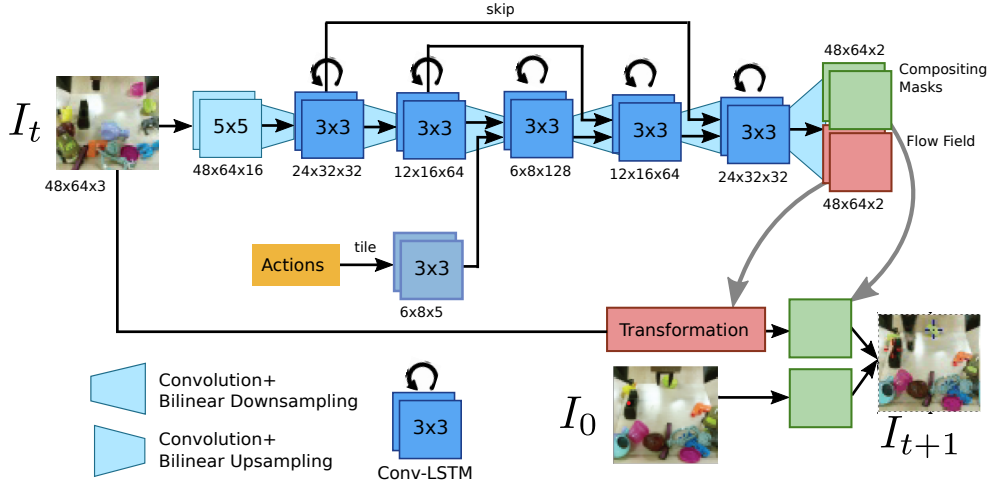 skip
I_t
5x5
3x3
3x3
3x3
3x3
3x3
48x64x2
Compositing
Masks
Flow Field
48x64x3
48x64x16
24x32x32
12x16x64
6x8x128
12x16x64
24x32x32
48x64x2
Actions
tile
3x3
6x8x5
Transformation
Convolution+
Bilinear Downsampling
Convolution+
Bilinear Upsampling
3x3
Conv-LSTM
I_0
I_{t+1}